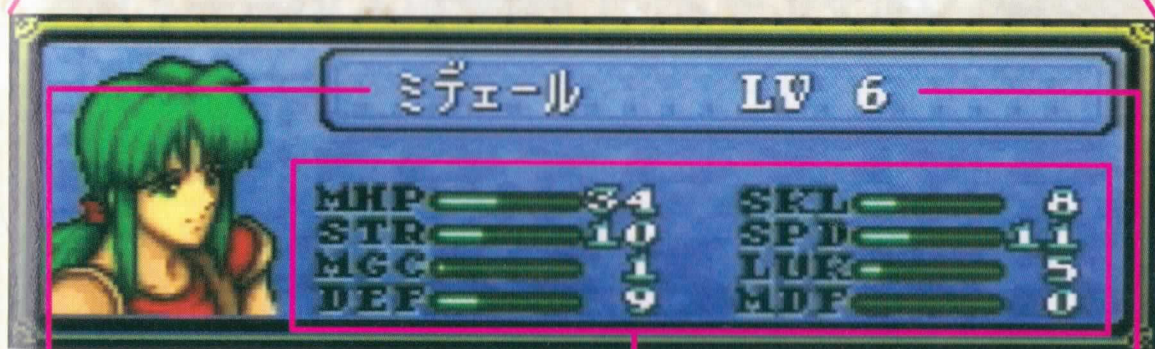 ミデェール LV 6
MHP 34 SKL 8
STR 10 SPD 11
MGC 1 LUK 5
DEF 9 MDF 0